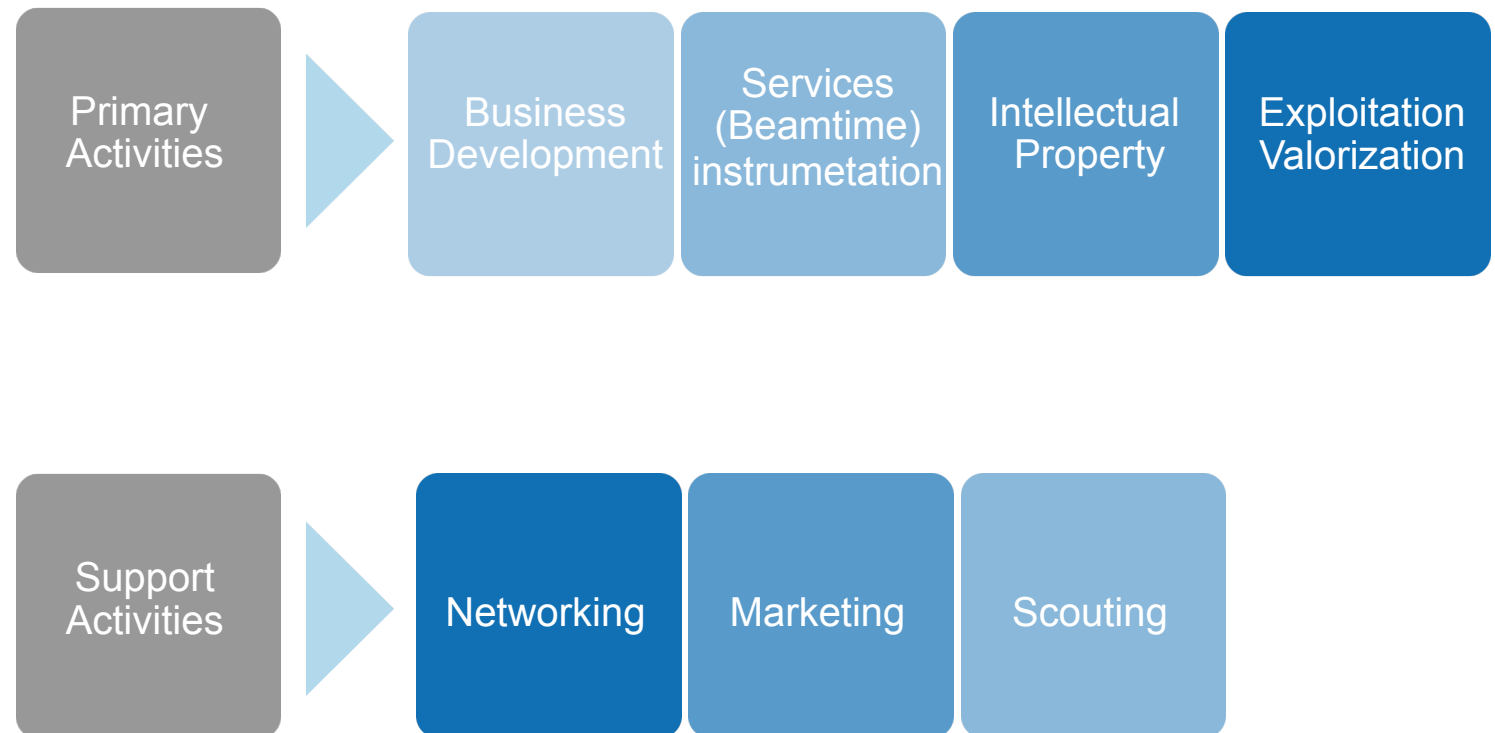 Primary
Activities
Business
Development
Services
(Beamtime)
instrumetation
Intellectual
Property
Exploitation
Valorization
Support
Activities
Networking
Marketing
Scouting